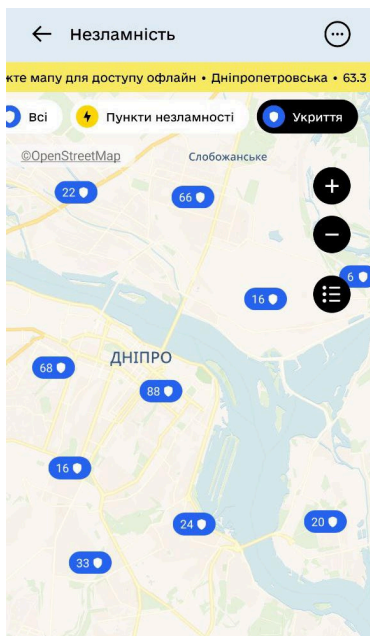 Незламність
жте мапу для доступу офлайн • Дніпропетровська • 63.3
Всі
Пункти незламності
Укриття
©OpenStreetMap
Слобожанське
22
66
6
16
ДНІПРО
68
88
16
24
20
33